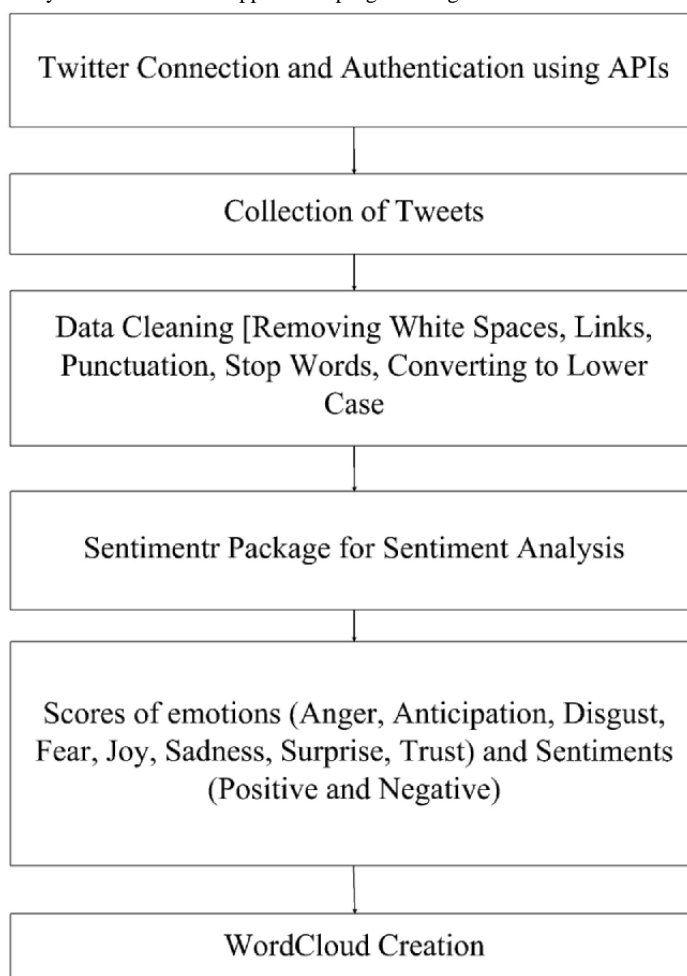 Twitter Connection and Authentication using APIs
Collection of Tweets
Data Cleaning [Removing White Spaces, Links,
Punctuation, Stop Words, Converting to Lower
Case
Sentimentr Package for Sentiment Analysis
Scores of emotions (Anger, Anticipation, Disgust,
Fear, Joy, Sadness, Surprise, Trust) and Sentiments
(Positive and Negative)
WordCloud Creation